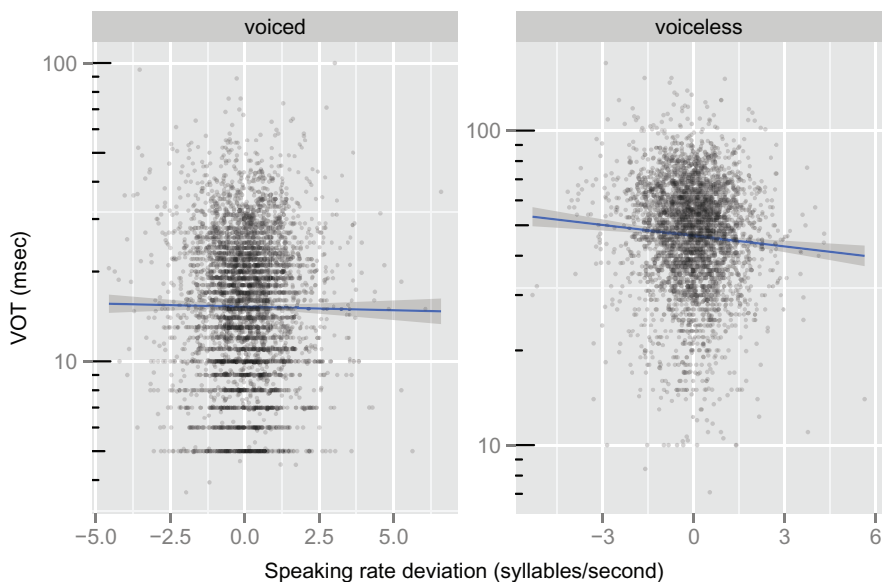 voiced
voiceless
VOT (msec)
100
10
−5.0 −2.5 0.0 2.5 5.0
100
10
−3 0 3 6
Speaking rate deviation (syllables/second)